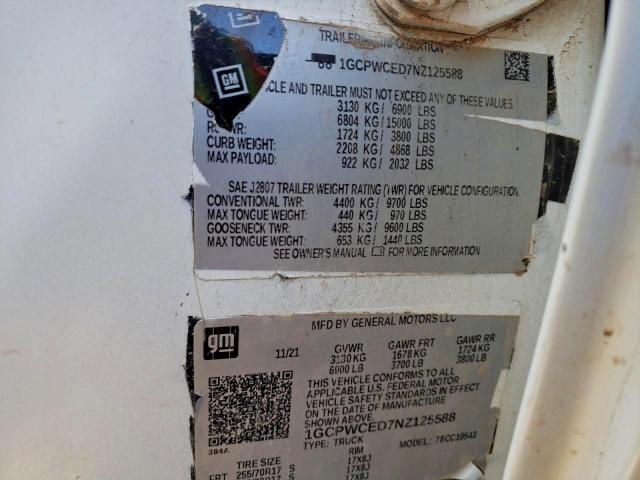 TRAILERING INFORMATION
1GCPWCED7NZ125588
GM
VEHICLE AND TRAILER MUST NOT EXCEED ANY OF THESE VALUES.
3130 KG/ 6900 LBS
6804 KG/ 15000 LBS
1724 KG/ 3800 LBS
CURB WEIGHT: 2208 KG/ 4868 LBS
MAX PAYLOAD: 922 KG/ 2032 LBS
SAE J2807 TRAILER WEIGHT RATING (TWR) FOR VEHICLE CONFIGURATION.
CONVENTIONAL TWR: 4400 KG/ 9700 LBS
MAX TONGUE WEIGHT: 440 KG/ 970 LBS
GOOSENECK TWR: 4355 KG/ 9600 LBS
MAX TONGUE WEIGHT: 653 KG/ 1440 LBS
SEE OWNER'S MANUAL FOR MORE INFORMATION
MFD BY GENERAL MOTORS LLC
gm
11/21 GVWR GAWR FRT GAWR RR
3130 KG 1678 KG 1724 KG
6900 LB 3700 LB 3800 LB
THIS VEHICLE CONFORMS TO ALL
APPLICABLE U.S. FEDERAL MOTOR
VEHICLE SAFETY STANDARDS IN EFFECT
ON THE DATE OF MANUFACTURE
SHOWN ABOVE.
1GCPWCED7NZ125588
384A TYPE: TRUCK MODEL:
TIRE SIZE RIM
FRT 255/70R17 S 17X8J
S 17X8J